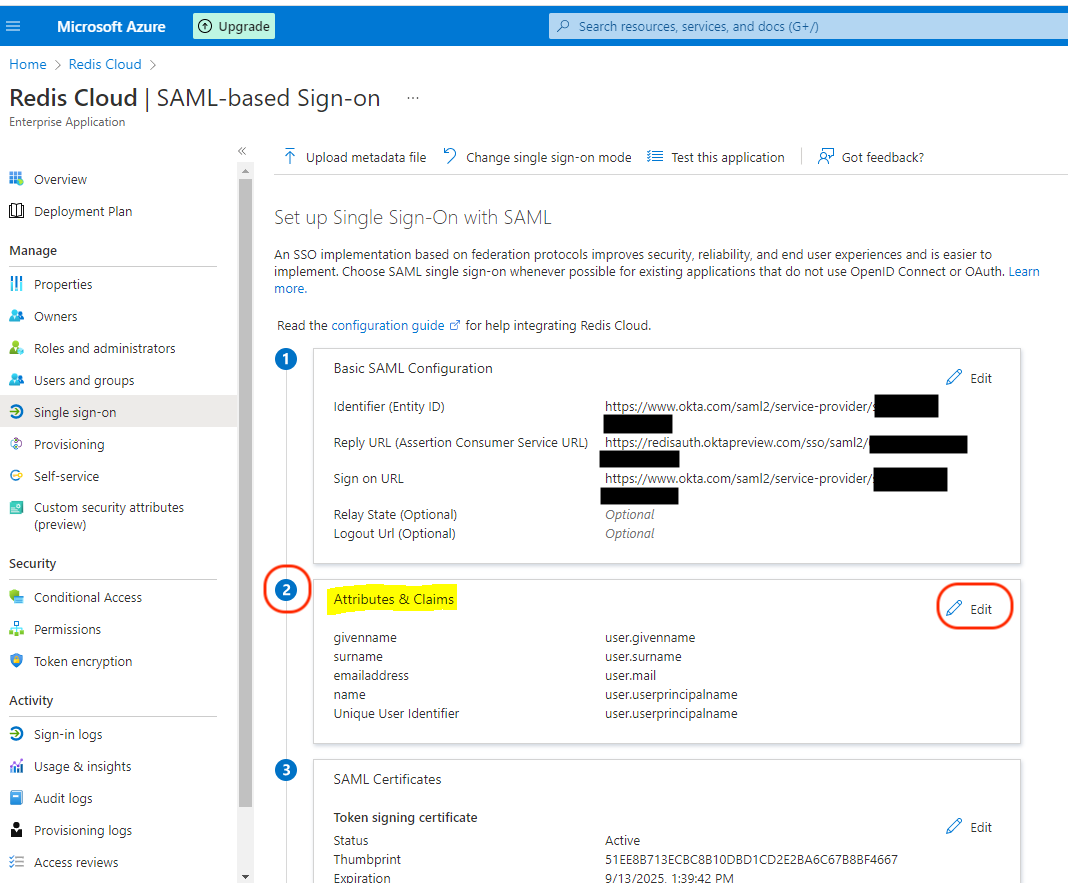 Microsoft Azure
Upgrade
Search resources, services, and docs (G+/)
Home > Redis Cloud >
Redis Cloud | SAML-based Sign-on ...
Enterprise Application
«
Overview
Deployment Plan
Manage
Properties
Owners
Roles and administrators
Users and groups
Single sign-on
Provisioning
Self-service
Custom security attributes
(preview)
Security
Conditional Access
Permissions
Token encryption
Activity
Sign-in logs
Usage & insights
Audit logs
Provisioning logs
Access reviews
Upload metadata file Change single sign-on mode Test this application | Got feedback?
Set up Single Sign-On with SAML
An SSO implementation based on federation protocols improves security, reliability, and end user experiences and is easier to
implement. Choose SAML single sign-on whenever possible for existing applications that do not use OpenID Connect or OAuth. Learn
more.
Read the configuration guide for help integrating Redis Cloud.
1
Basic SAML Configuration
Edit
Identifier (Entity ID) https://www.okta.com/saml2/service-provider/
Reply URL (Assertion Consumer Service URL) https://redisauth.oktapreview.com/sso/saml2/
Sign on URL https://www.okta.com/saml2/service-provider/
Relay State (Optional) Optional
Logout Url (Optional) Optional
2
Attributes & Claims
Edit
givenname user.givenname
surname user.surname
emailaddress user.mail
name user.userprincipalname
Unique User Identifier user.userprincipalname
3
SAML Certificates
Token signing certificate
Edit
Status Active
Thumbprint 51EE8B713ECBC8B10DBD1CD2E2BA6C67B8BF4667
Expiration 9/13/2025, 1:39:42 PM